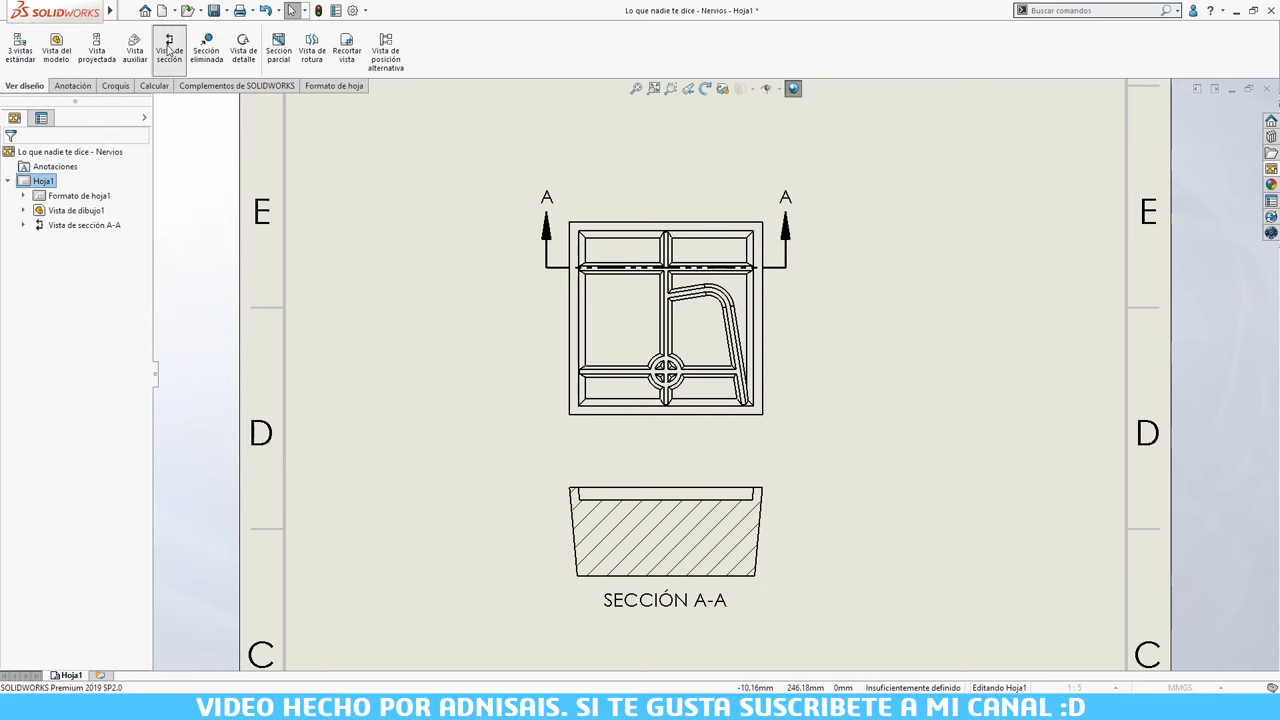 SOLIDWORKS
Lo que nadie te dice - Hoja1 *
Buscar comandos
3 vistas estándar
Vista del modelo
Vista proyectada
Vista auxiliar
Vista de sección
Sección eliminada
Vista de detalle
Sección parcial
Vista de rotura
Recortar vista
Vista de posición alternativa
Ver diseño
Anotación
Croquis
Calcular
Complementos de SOLIDWORKS
Formato de hoja
Lo que nadie te dice - Nervios
Anotaciones
Hoja1
Formato de hoja1
Vista de dibujo1
Vista de sección A-A
E
E
A
A
D
D
SECCIÓN A-A
C
C
Hoja1
SOLIDWORKS Premium 2019 SP2.0
-10.16mm
246.18mm
0mm
Insuficientemente definido
Editando Hoja1
1 : 5
MMGS
VIDEO HECHO POR ADNISAIS. SI TE GUSTA SUSCRIBETE A MI CANAL :D